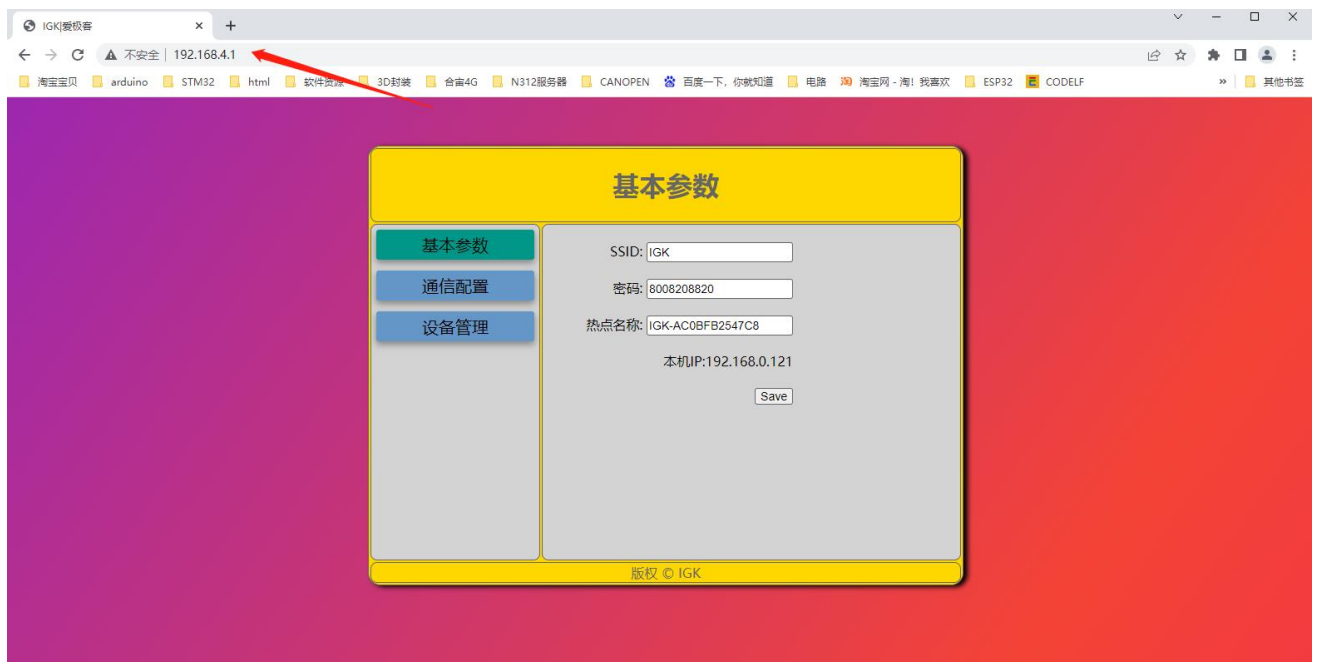 IGK|爱极客
不安全 | 192.168.4.1
淘宝宝贝 arduino STM32 html 软件资源 3D封装 合宙4G N312服务器 CANOPEN 百度一下，你就知道 电路 淘宝网 - 淘！我喜欢 ESP32 CODELF » 其他书签
基本参数
基本参数
通信配置
设备管理
SSID: IGK
密码: 8008208820
热点名称: IGK-AC0BFB2547C8
本机IP:192.168.0.121
Save
版权 © IGK